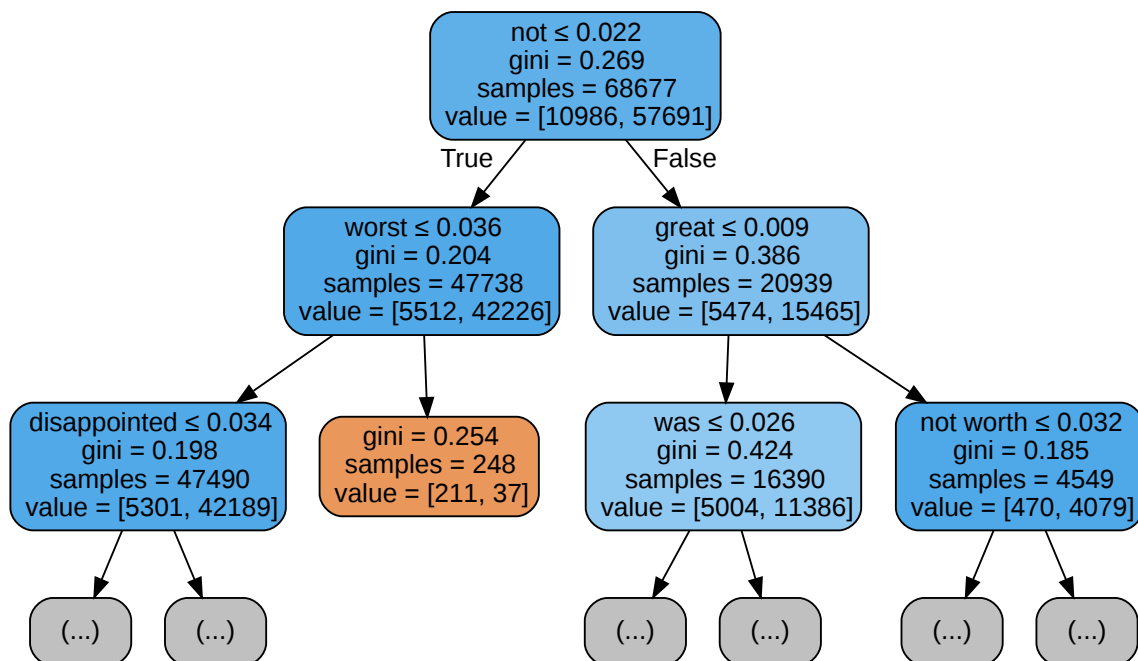 not ≤ 0.022
gini = 0.269
samples = 68677
value = [10986, 57691]
True
False
worst ≤ 0.036
gini = 0.204
samples = 47738
value = [5512, 42226]
great ≤ 0.009
gini = 0.386
samples = 20939
value = [5474, 15465]
disappointed ≤ 0.034
gini = 0.198
samples = 47490
value = [5301, 42189]
gini = 0.254
samples = 248
value = [211, 37]
was ≤ 0.026
gini = 0.424
samples = 16390
value = [5004, 11386]
not worth ≤ 0.032
gini = 0.185
samples = 4549
value = [470, 4079]
(...)
(...)
(...)
(...)
(...)
(...)